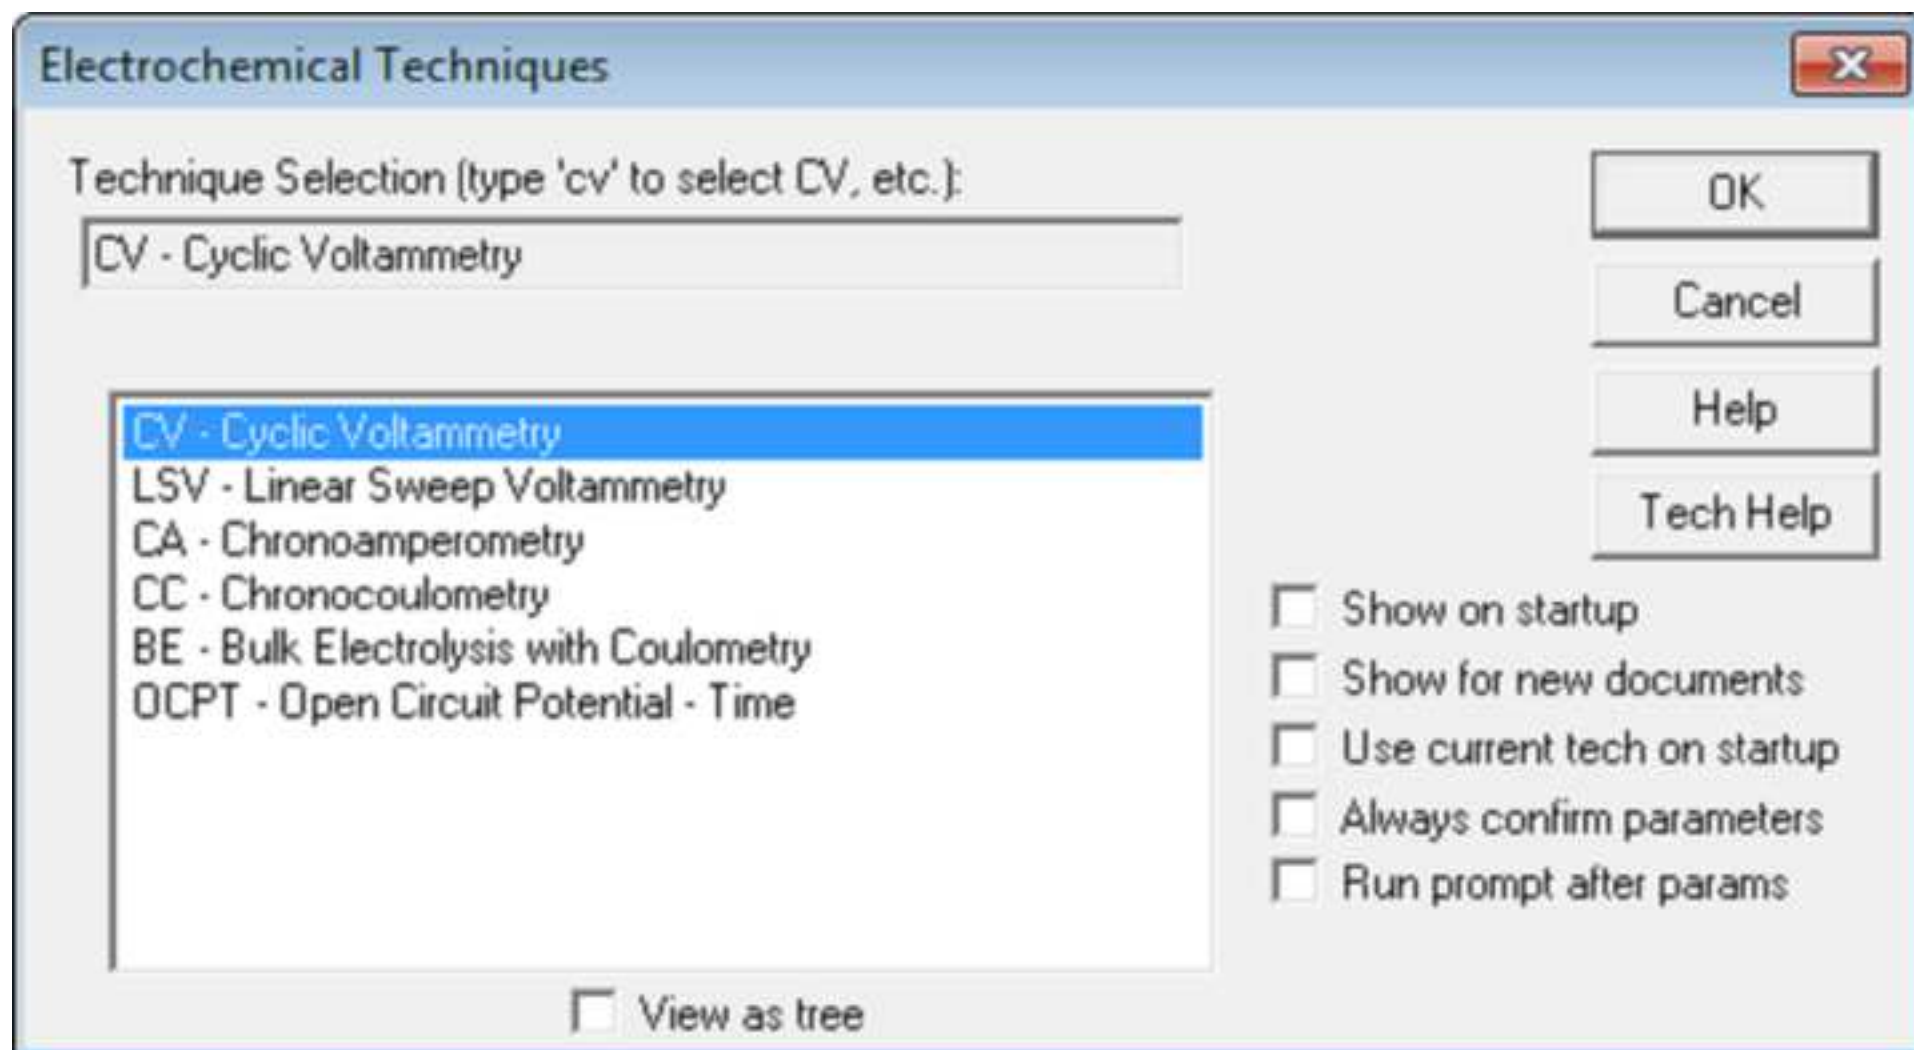 Electrochemical Techniques
Technique Selection (type 'cv' to select CV, etc.):
CV - Cyclic Voltammetry
OK
Cancel
Help
Tech Help
CV - Cyclic Voltammetry
LSV - Linear Sweep Voltammetry
CA - Chronoamperometry
CC - Chronocoulometry
BE - Bulk Electrolysis with Coulometry
OCPT - Open Circuit Potential - Time
Show on startup
Show for new documents
Use current tech on startup
Always confirm parameters
Run prompt after params
View as tree